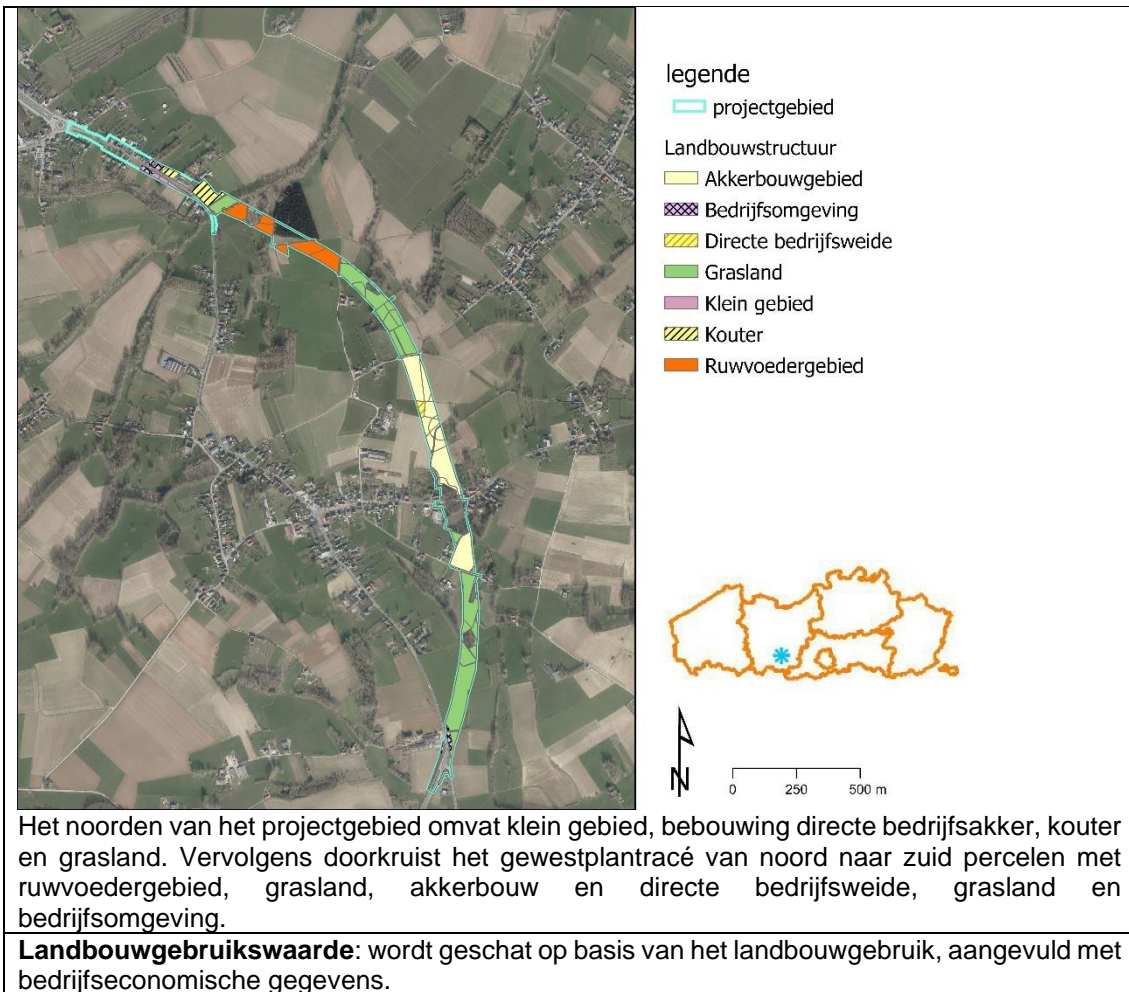 legende
projectgebied
Landbouwstructuur
Akkerbouwgebied
Bedrijfsomgeving
Directe bedrijfsweide
Grasland
Klein gebied
Kouter
Ruwvoedergebied
N
0 250 500 m
Het noorden van het projectgebied omvat klein gebied, bebouwing directe bedrijfsakker, kouter
en grasland. Vervolgens doorkruist het gewestplantracé van noord naar zuid percelen met
ruwvoedergebied, grasland, akkerbouw en directe bedrijfsweide, grasland en
bedrijfsomgeving.
Landbouwgebruikswaarde: wordt geschat op basis van het landbouwgebruik, aangevuld met
bedrijfseconomische gegevens.